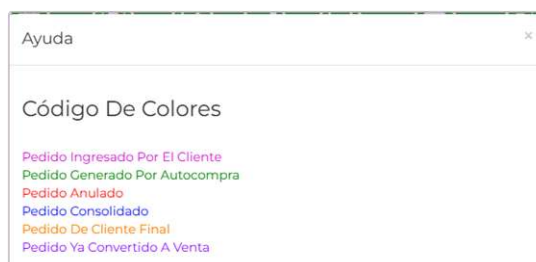 Ayuda
×
Código De Colores
Pedido Ingresado Por El Cliente
Pedido Generado Por Autocompra
Pedido Anulado
Pedido Consolidado
Pedido De Cliente Final
Pedido Ya Convertido A Venta